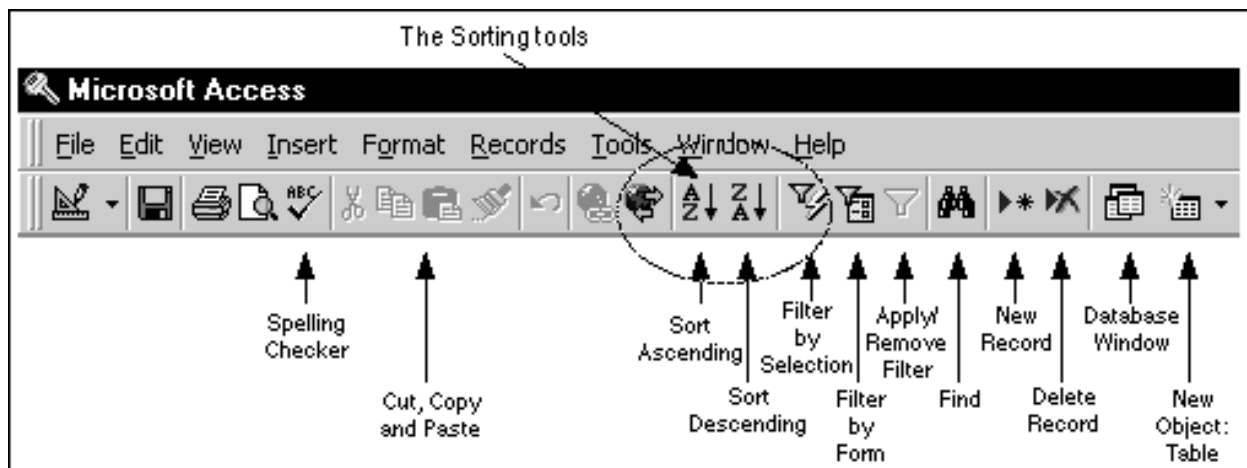 The Sorting tools
Microsoft Access
File Edit View Insert Format Records Tools Window Help
ABC
A
Z
Z
A
Spelling
Checker
Cut, Copy
and Paste
Sort
Ascending
Sort
Descending
Filter
by
Selection
Filter
by
Form
Apply/
Remove
Filter
Find
New
Record
Delete
Record
Database
Window
New
Object:
Table